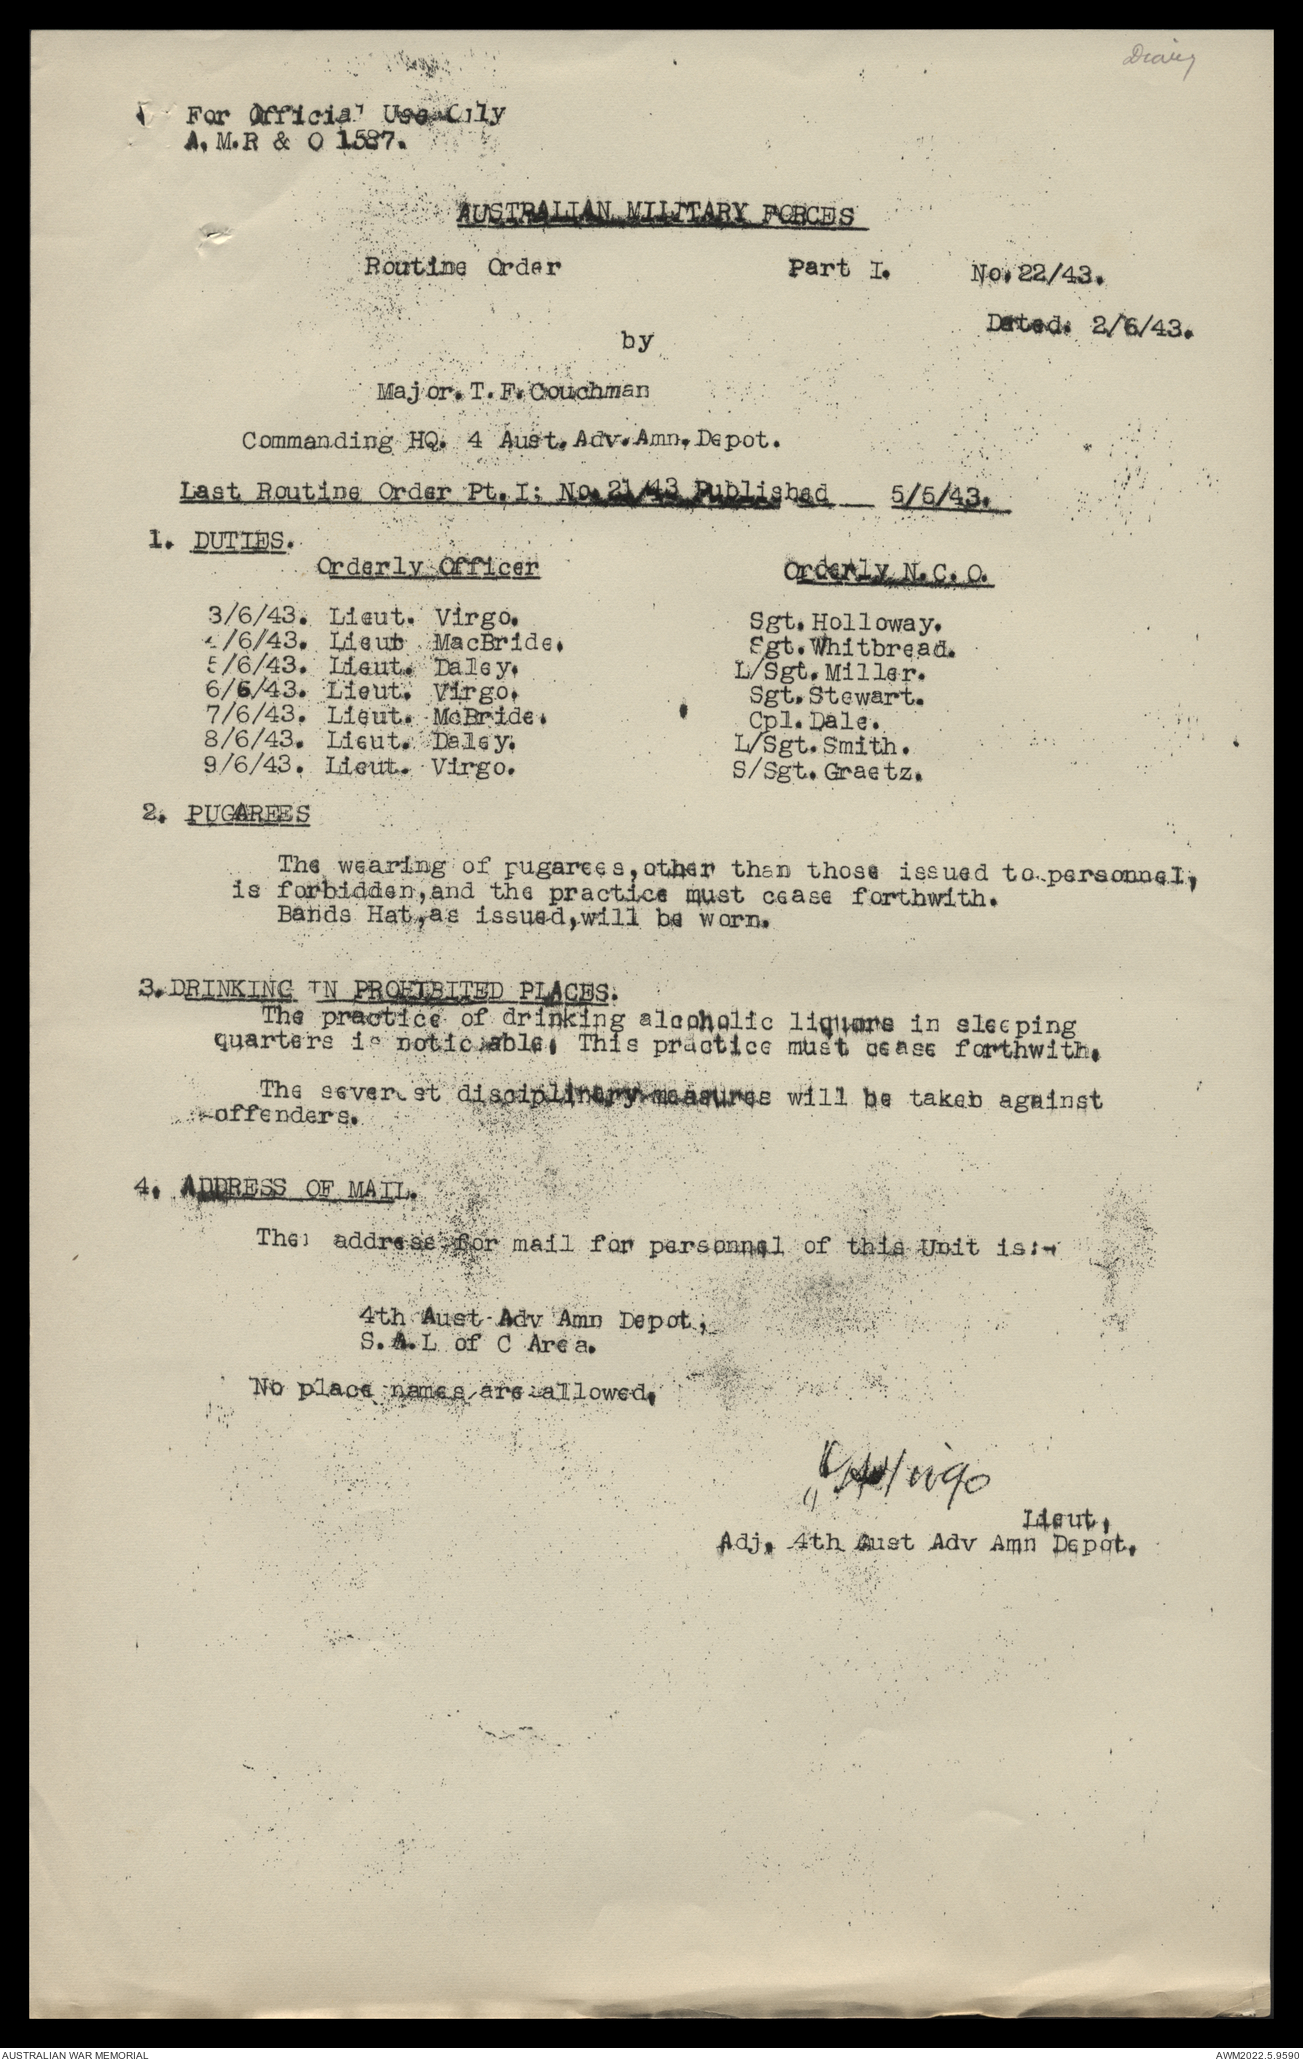 Diary
For Official Use Only
A.M.R & O 1587.
AUSTRALIAN MILITARY FORCES
Routine Order Part I. No.22/43.
Dated. 2/6/43.
by
Major.T.F.Couchman
Commanding HQ. 4 Aust.Adv.Amn.Depot.
Last Routine Order Pt.I; No.21/43 Published 5/5/43.
1. DUTIES.
Orderly Officer Orderly N.C.O.
3/6/43. Lieut. Virgo. Sgt.Holloway.
4/6/43. Lieut MacBride. Sgt.Whitbread.
5/6/43. Lieut. Daley. L/Sgt.Miller.
6/6/43. Lieut. Virgo. Sgt.Stewart.
7/6/43. Lieut. McBride. Cpl.Dale.
8/6/43. Lieut. Daley. L/Sgt.Smith.
9/6/43. Lieut. Virgo. S/Sgt.Graetz.
2. PUGAREES
The wearing of pugarees,other than those issued to personnel,
is forbidden,and the practice must cease forthwith.
Bands Hat,as issued,will be worn.
3.DRINKING IN PROHIBITED PLACES.
The practice of drinking alcoholic liquors in sleeping
quarters is noticable. This practice must cease forthwith.
The severest disciplinary measures will be takeb against
offenders.
4. ADDRESS OF MAIL.
The address for mail for personnel of this Unit is:-
4th Aust Adv Amn Depot,
S.A.L of C Area.
No place names are allowed.
Virgo
Lieut,
Adj. 4th Aust Adv Amn Depot.
AUSTRALIAN WAR MEMORIAL AWM2022.5.9590